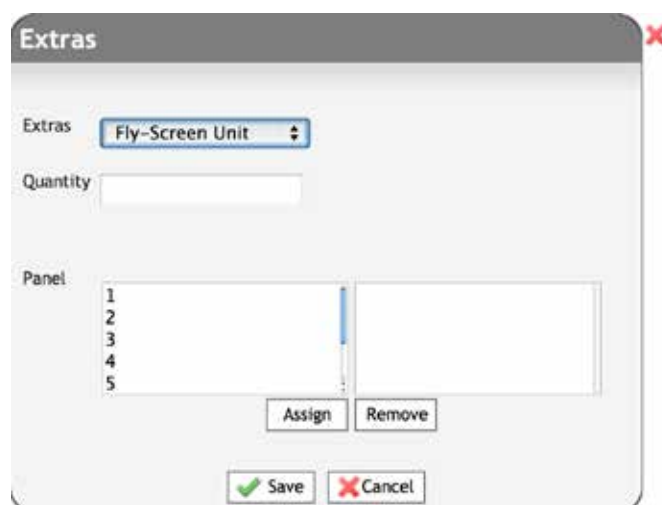 Extras
Extras Fly-Screen Unit
Quantity
Panel
1
2
3
4
5
Assign Remove
Save Cancel